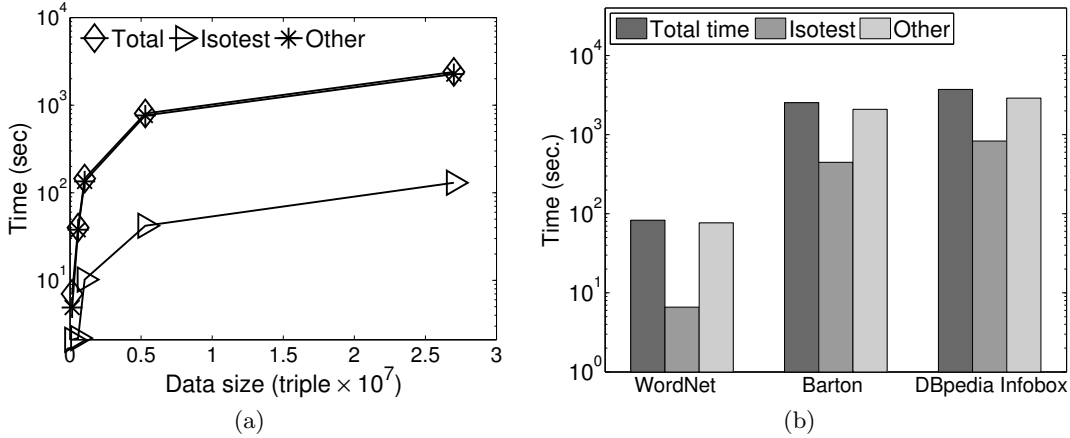 Time (sec)
10^4
10^3
10^2
10^1
Total Isotest Other
0 0.5 1 1.5 2 2.5 3
Data size (triple × 10^7)
(a)
Time (sec.)
10^4
10^3
10^2
10^1
10^0
Total time Isotest Other
WordNet Barton DBpedia Infobox
(b)